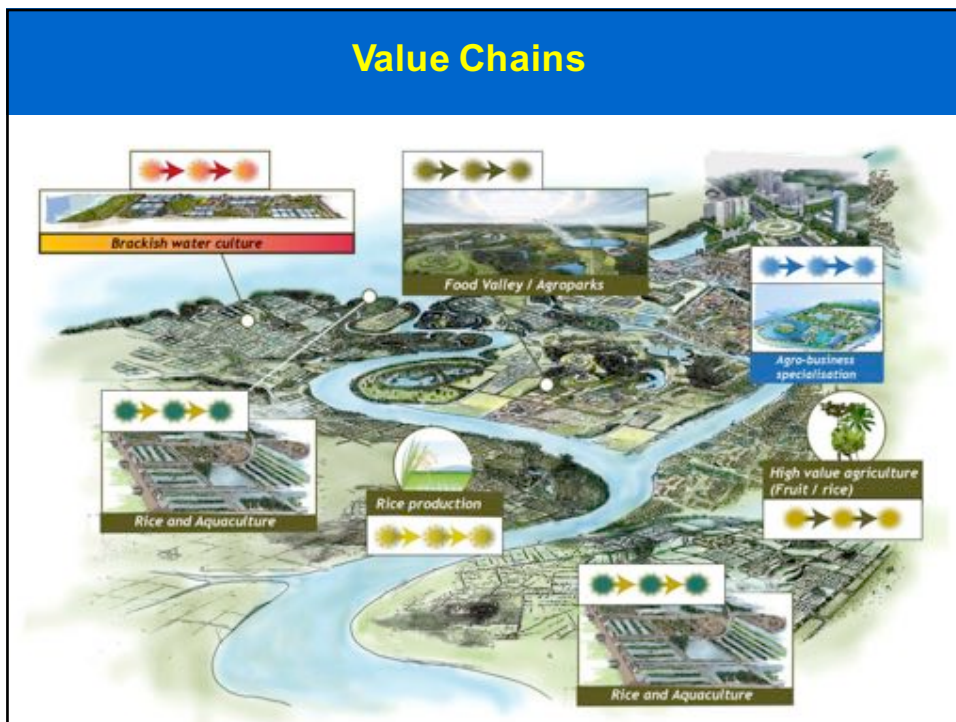 Value Chains
Brackish water culture
Food Valley / Agroparks
Agro-business
specialisation
Rice and Aquaculture
Rice production
High value agriculture
(Fruit / rice)
Rice and Aquaculture